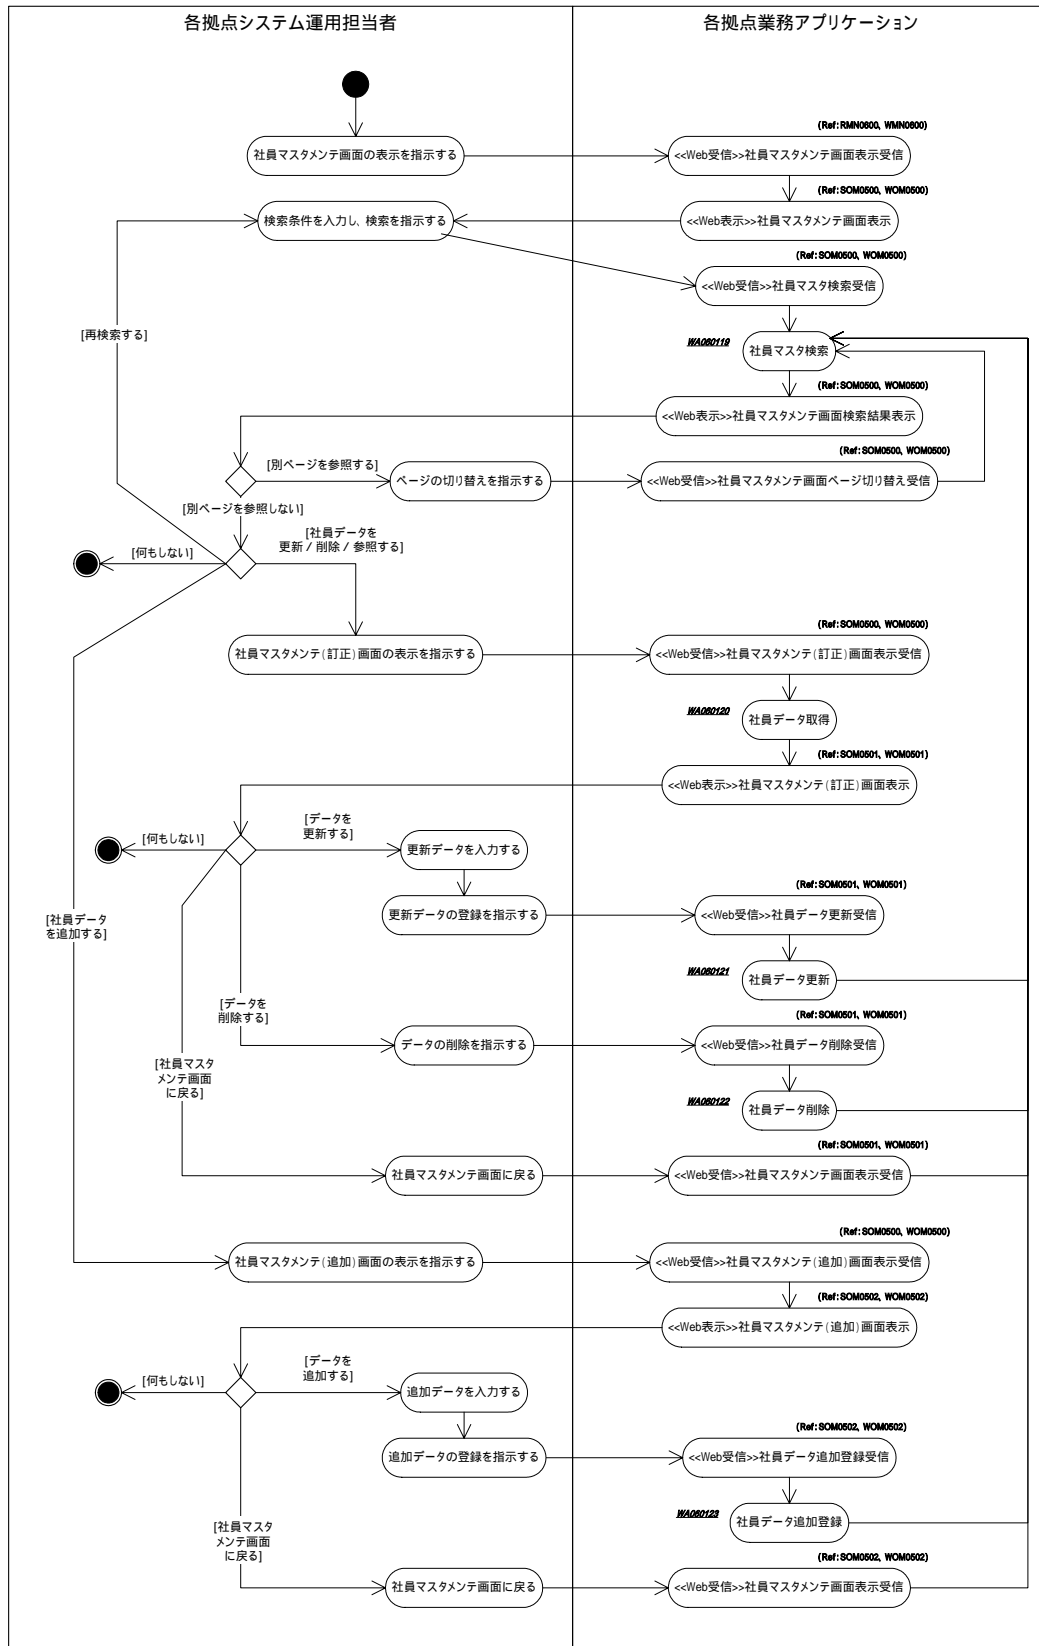 各拠点システム運用担当者
各拠点業務アプリケーション
(Ref:RMN0600, WMN0600)
社員マスタメンテ画面の表示を指示する
<<Web受信>>社員マスタメンテ画面表示受信
(Ref:SOM0500, WOM0500)
検索条件を入力し、検索を指示する
<<Web表示>>社員マスタメンテ画面表示
(Ref:SOM0500, WOM0500)
<<Web受信>>社員マスタ検索受信
[再検索する]
WA060119
社員マスタ検索
(Ref:SOM0500, WOM0500)
<<Web表示>>社員マスタメンテ画面検索結果表示
(Ref:SOM0500, WOM0500)
[別ページを参照する]
ページの切り替えを指示する
<<Web受信>>社員マスタメンテ画面ページ切り替え受信
[別ページを参照しない]
[社員データを
更新 / 削除 / 参照する]
[何もしない]
(Ref:SOM0500, WOM0500)
社員マスタメンテ(訂正)画面の表示を指示する
<<Web受信>>社員マスタメンテ(訂正)画面表示受信
WA060120
社員データ取得
(Ref:SOM0501, WOM0501)
<<Web表示>>社員マスタメンテ(訂正)画面表示
[データを
更新する]
[何もしない]
更新データを入力する
(Ref:SOM0501, WOM0501)
[社員データ
を追加する]
更新データの登録を指示する
<<Web受信>>社員データ更新受信
WA060121
社員データ更新
[データを
削除する]
(Ref:SOM0501, WOM0501)
データの削除を指示する
<<Web受信>>社員データ削除受信
[社員マスタ
メンテ画面
に戻る]
WA060122
社員データ削除
(Ref:SOM0501, WOM0501)
社員マスタメンテ画面に戻る
<<Web受信>>社員マスタメンテ画面表示受信
(Ref:SOM0500, WOM0500)
社員マスタメンテ(追加)画面の表示を指示する
<<Web受信>>社員マスタメンテ(追加)画面表示受信
(Ref:SOM0502, WOM0502)
<<Web表示>>社員マスタメンテ(追加)画面表示
[データを
追加する]
[何もしない]
追加データを入力する
(Ref:SOM0502, WOM0502)
追加データの登録を指示する
<<Web受信>>社員データ追加登録受信
WA060123
社員データ追加登録
[社員マスタ
メンテ画面
に戻る]
(Ref:SOM0502, WOM0502)
社員マスタメンテ画面に戻る
<<Web受信>>社員マスタメンテ画面表示受信